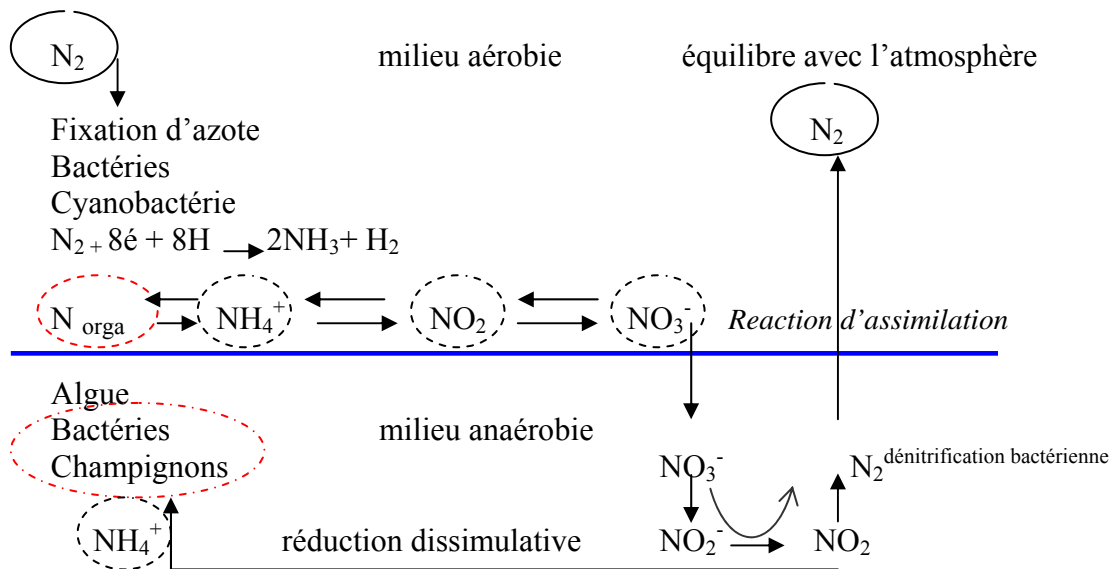 N₂ milieu aérobie équilibre avec l’atmosphère
N₂
Fixation d’azote
Bactéries
Cyanobactérie
N₂ + 8é + 8H → 2NH₃+ H₂
N orga NH₄⁺ NO₂ NO₃⁻ Reaction d’assimilation
Algue
Bactéries milieu anaérobie
Champignons NO₃⁻ N₂ dénitrification bactérienne
NH₄⁺ réduction dissimulative NO₂⁻ NO₂